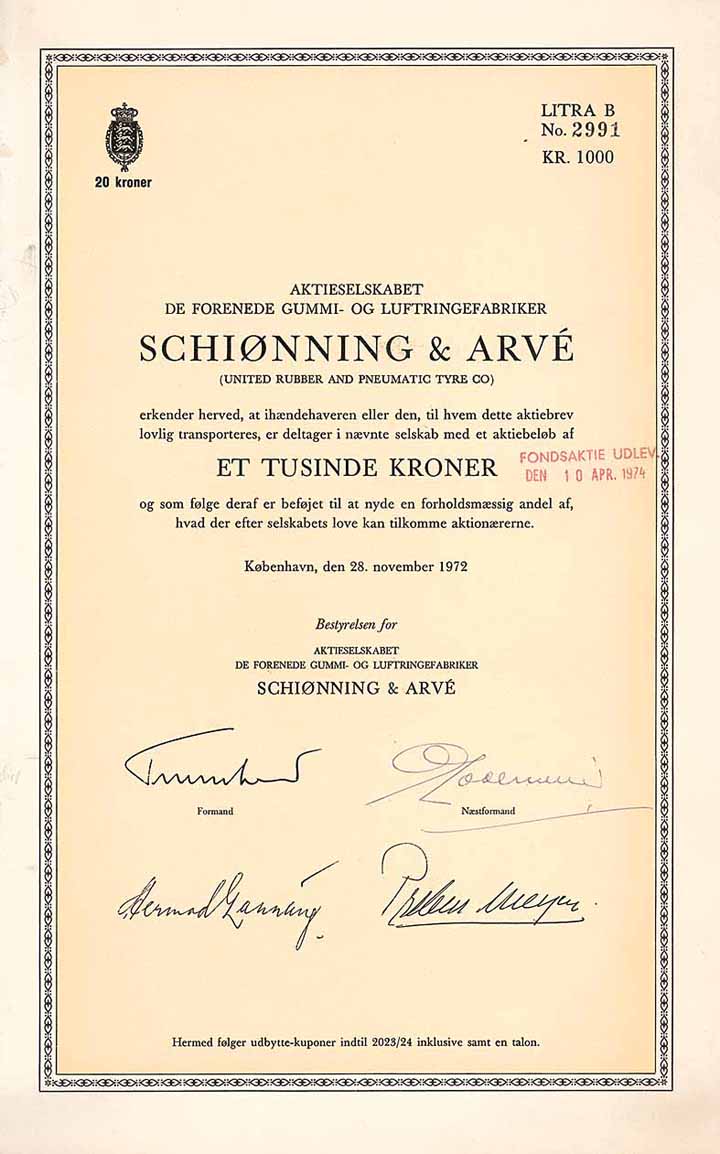 LITRA B
No. 2991
KR. 1000
20 kroner
AKTIESELSKABET
DE FORENEDE GUMMI- OG LUFTRINGEFABRIKER
SCHIØNNING & ARVÉ
(UNITED RUBBER AND PNEUMATIC TYRE CO)
erkender herved, at ihændehaveren eller den, til hvem dette aktiebrev
lovlig transporteres, er deltager i nævnte selskab med et aktiebeløb af
ET TUSINDE KRONER
FONDSAKTIE UDLEV.
DEN 10 APR. 1974
og som følge deraf er beføjet til at nyde en forholdsmæssig andel af,
hvad der efter selskabets love kan tilkomme aktionærerne.
København, den 28. november 1972
Bestyrelsen for
AKTIESELSKABET
DE FORENEDE GUMMI- OG LUFTRINGEFABRIKER
SCHIØNNING & ARVÉ
Formand
Næstformand
Preben Meyer
Hermed følger udbytte-kuponer indtil 2023/24 inklusive samt en talon.